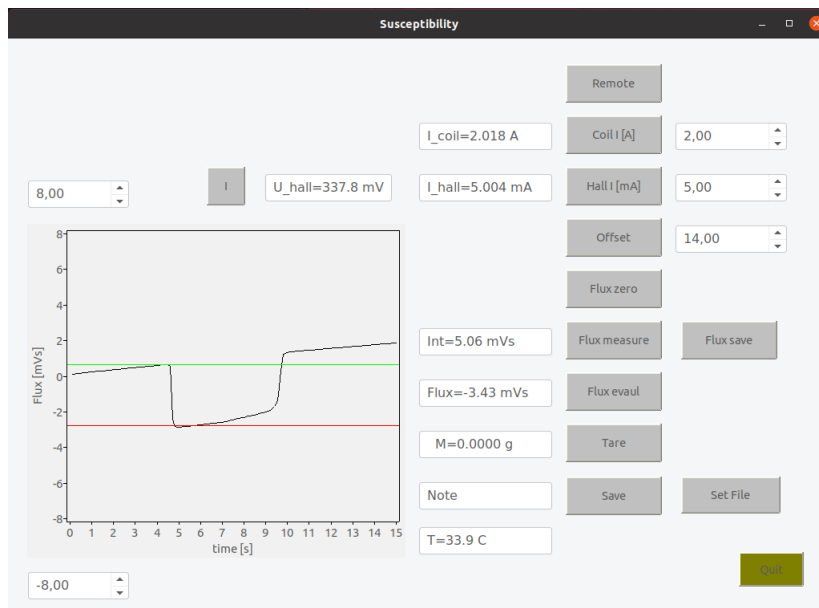 Susceptibility
Remote
I_coil=2.018 A
Coil I [A]
2,00
8,00
I
U_hall=337.8 mV
I_hall=5.004 mA
Hall I [mA]
5,00
Offset
14,00
Flux zero
Int=5.06 mVs
Flux measure
Flux save
Flux=-3.43 mVs
Flux evaul
M=0.0000 g
Tare
Note
Save
Set File
T=33.9 C
Quit
-8,00
Flux [mVs]
8
6
4
2
0
-2
-4
-6
-8
0 1 2 3 4 5 6 7 8 9 10 11 12 13 14 15
time [s]